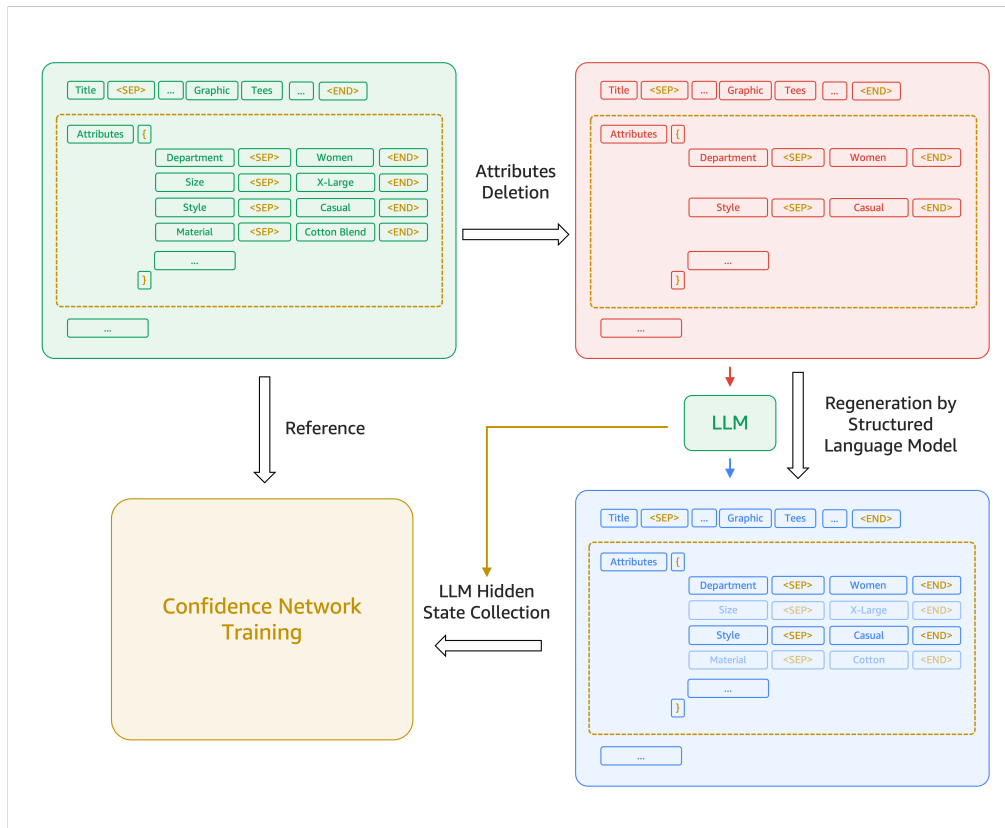 Title <SEP> ... Graphic Tees ... <END>
Attributes {
Department <SEP> Women <END>
Size <SEP> X-Large <END>
Style <SEP> Casual <END>
Material <SEP> Cotton Blend <END>
...
}
...
Attributes
Deletion
Title <SEP> ... Graphic Tees ... <END>
Attributes {
Department <SEP> Women <END>
Style <SEP> Casual <END>
...
}
...
Reference
LLM
Regeneration by
Structured
Language Model
Confidence Network
Training
LLM Hidden
State Collection
Title <SEP> ... Graphic Tees ... <END>
Attributes {
Department <SEP> Women <END>
Size <SEP> X-Large <END>
Style <SEP> Casual <END>
Material <SEP> Cotton <END>
...
}
...